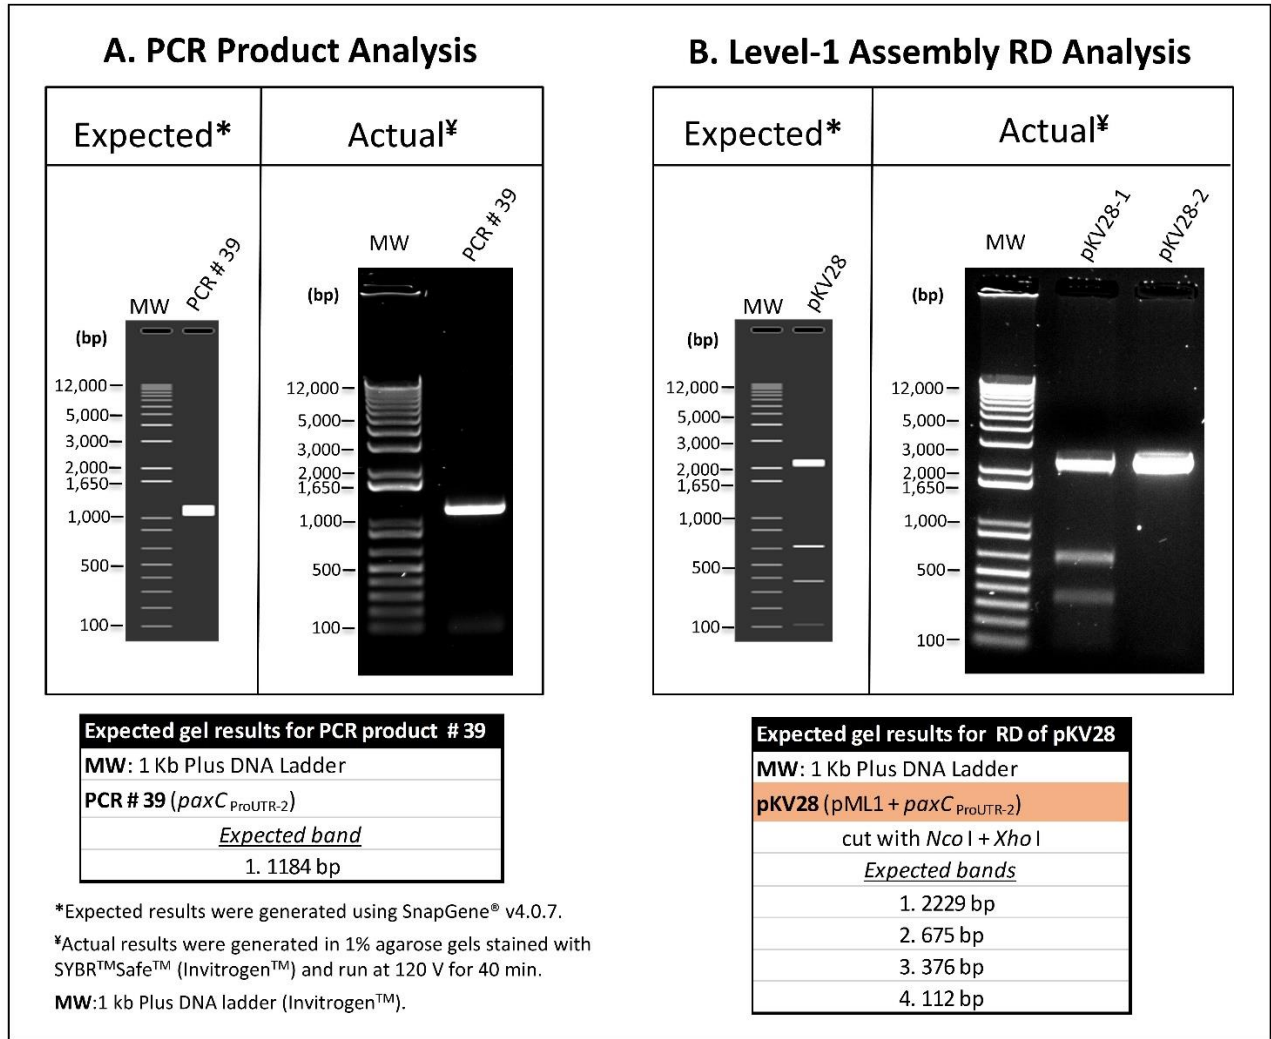 A. PCR Product Analysis
Expected*
Actual¥
MW
PCR # 39
(bp)
12,000
5,000
3,000
2,000
1,650
1,000
500
100
MW
PCR # 39
(bp)
12,000
5,000
3,000
2,000
1,650
1,000
500
100
Expected gel results for PCR product # 39
MW: 1 Kb Plus DNA Ladder
PCR # 39 (paxC ProUTR-2)
Expected band
1. 1184 bp
*Expected results were generated using SnapGene® v4.0.7.
¥Actual results were generated in 1% agarose gels stained with
SYBR™Safe™ (Invitrogen™) and run at 120 V for 40 min.
MW:1 kb Plus DNA ladder (Invitrogen™).
B. Level-1 Assembly RD Analysis
Expected*
Actual¥
MW
pKV28
(bp)
12,000
5,000
3,000
2,000
1,650
1,000
500
100
MW
pKV28-1
pKV28-2
(bp)
12,000
5,000
3,000
2,000
1,650
1,000
500
100
Expected gel results for RD of pKV28
MW: 1 Kb Plus DNA Ladder
pKV28 (pML1 + paxC ProUTR-2)
cut with Nco I + Xho I
Expected bands
1. 2229 bp
2. 675 bp
3. 376 bp
4. 112 bp